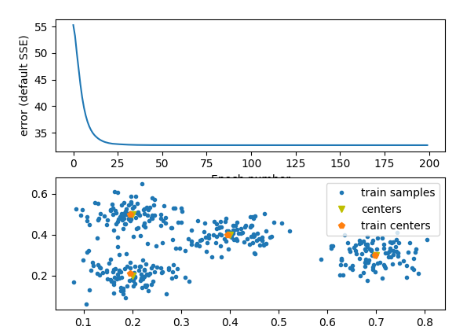 error (default SSE)
55
50
45
40
35
0 25 50 75 100 125 150 175 200
Epoch number
0.6
0.4
0.2
train samples
centers
train centers
0.1 0.2 0.3 0.4 0.5 0.6 0.7 0.8